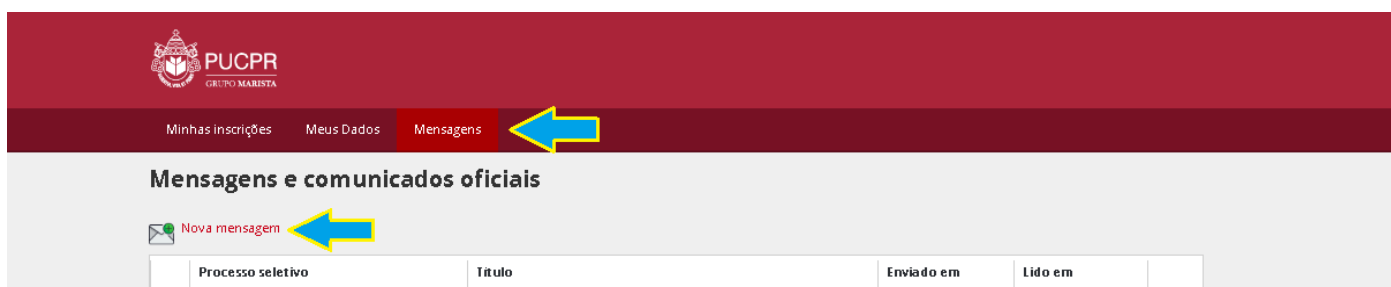 PUCPR
GRUPO MARISTA
Minhas inscrições Meus Dados Mensagens
Mensagens e comunicados oficiais
Nova mensagem
Processo seletivo Título Enviado em Lido em